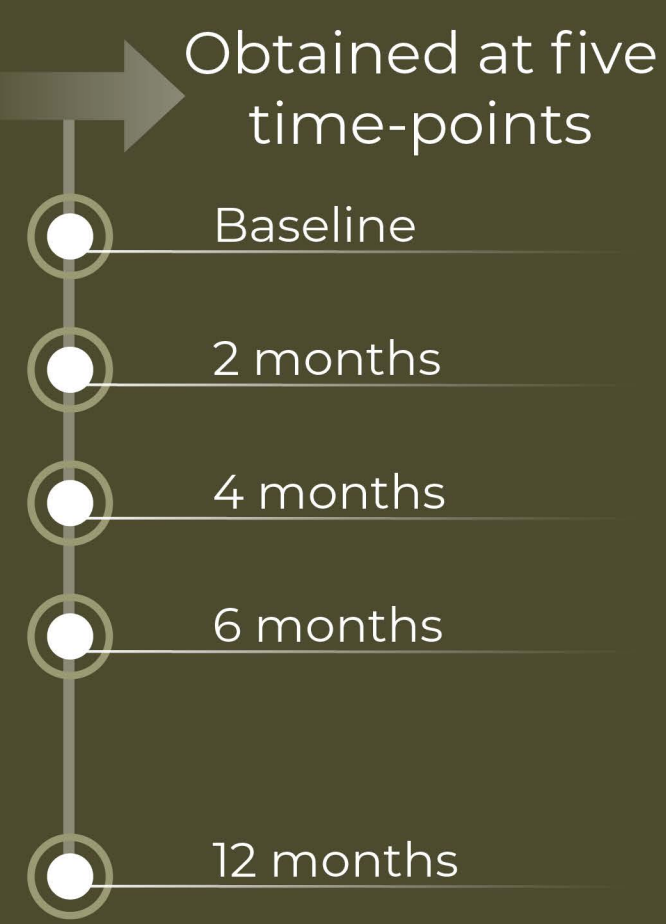 Obtained at five
time-points
Baseline
2 months
4 months
6 months
12 months